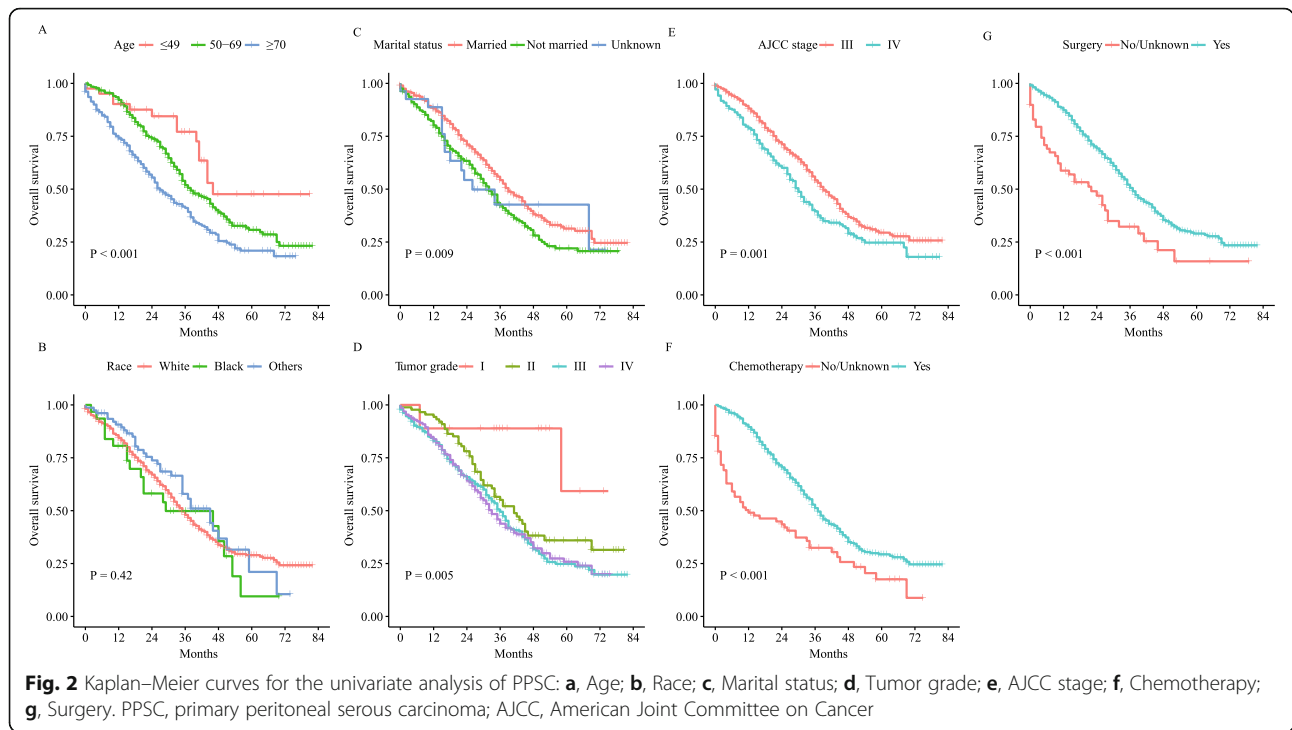 A
Age ≤49 50−69 ≥70
Overall survival
1.00
0.75
0.50
0.25
0.00
P < 0.001
0 12 24 36 48 60 72 84
Months
B
Race White Black Others
Overall survival
1.00
0.75
0.50
0.25
0.00
P = 0.42
0 12 24 36 48 60 72 84
Months
C
Marital status Married Not married Unknown
Overall survival
1.00
0.75
0.50
0.25
0.00
P = 0.009
0 12 24 36 48 60 72 84
Months
D
Tumor grade I II III IV
Overall survival
1.00
0.75
0.50
0.25
0.00
P = 0.005
0 12 24 36 48 60 72 84
Months
E
AJCC stage III IV
Overall survival
1.00
0.75
0.50
0.25
0.00
P = 0.001
0 12 24 36 48 60 72 84
Months
F
Chemotherapy No/Unknown Yes
Overall survival
1.00
0.75
0.50
0.25
0.00
P < 0.001
0 12 24 36 48 60 72 84
Months
G
Surgery No/Unknown Yes
Overall survival
1.00
0.75
0.50
0.25
0.00
P < 0.001
0 12 24 36 48 60 72 84
Months
Fig. 2 Kaplan–Meier curves for the univariate analysis of PPSC: a, Age; b, Race; c, Marital status; d, Tumor grade; e, AJCC stage; f, Chemotherapy;
g, Surgery. PPSC, primary peritoneal serous carcinoma; AJCC, American Joint Committee on Cancer